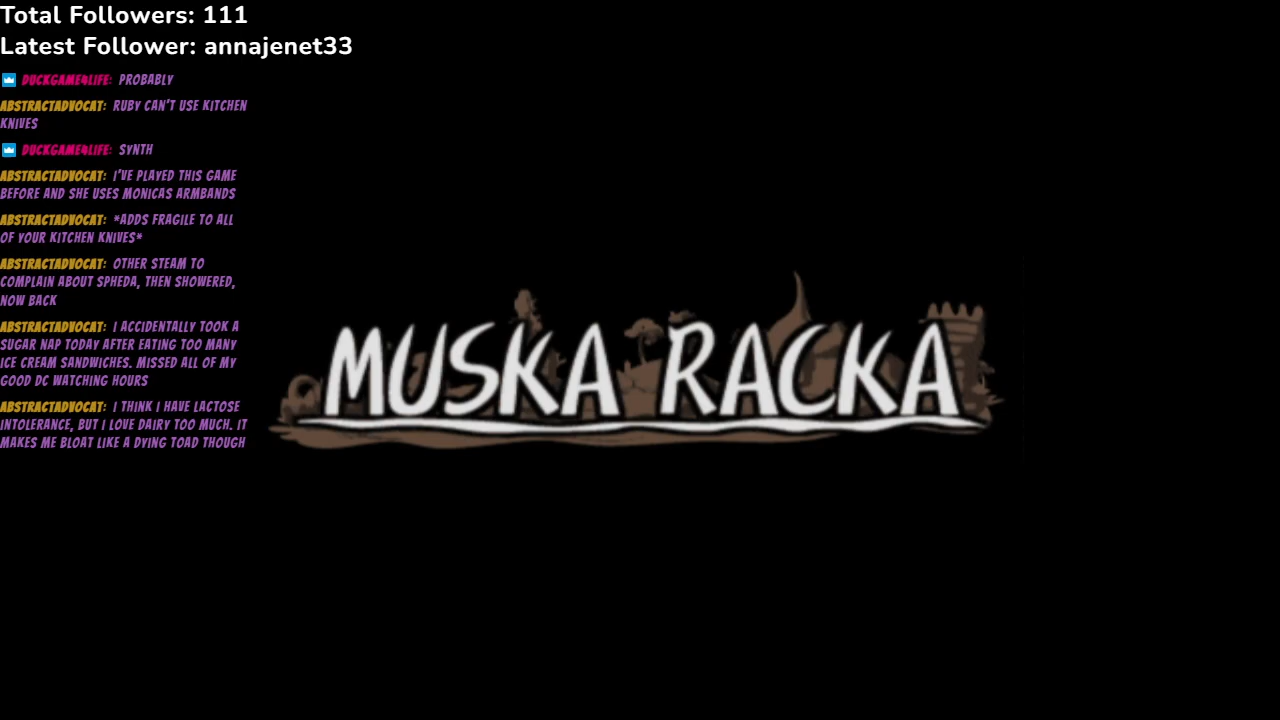 Total Followers: 111
Latest Follower: annajenet33
DUCKGAME4LIFE: PROBABLY
ABSTRACTADVOCAT: RUBY CAN'T USE KITCHEN
KNIVES
DUCKGAME4LIFE: SYNTH
ABSTRACTADVOCAT: I'VE PLAYED THIS GAME
BEFORE AND SHE USES MONICAS ARMBANDS
ABSTRACTADVOCAT: *ADDS FRAGILE TO ALL
OF YOUR KITCHEN KNIVES*
ABSTRACTADVOCAT: OTHER STEAM TO
COMPLAIN ABOUT SPHEDA, THEN SHOWERED,
NOW BACK
ABSTRACTADVOCAT: I ACCIDENTALLY TOOK A
SUGAR NAP TODAY AFTER EATING TOO MANY
ICE CREAM SANDWICHES. MISSED ALL OF MY
GOOD DC WATCHING HOURS
ABSTRACTADVOCAT: I THINK I HAVE LACTOSE
INTOLERANCE, BUT I LOVE DAIRY TOO MUCH. IT
MAKES ME BLOAT LIKE A DYING TOAD THOUGH
MUSKA RACKA